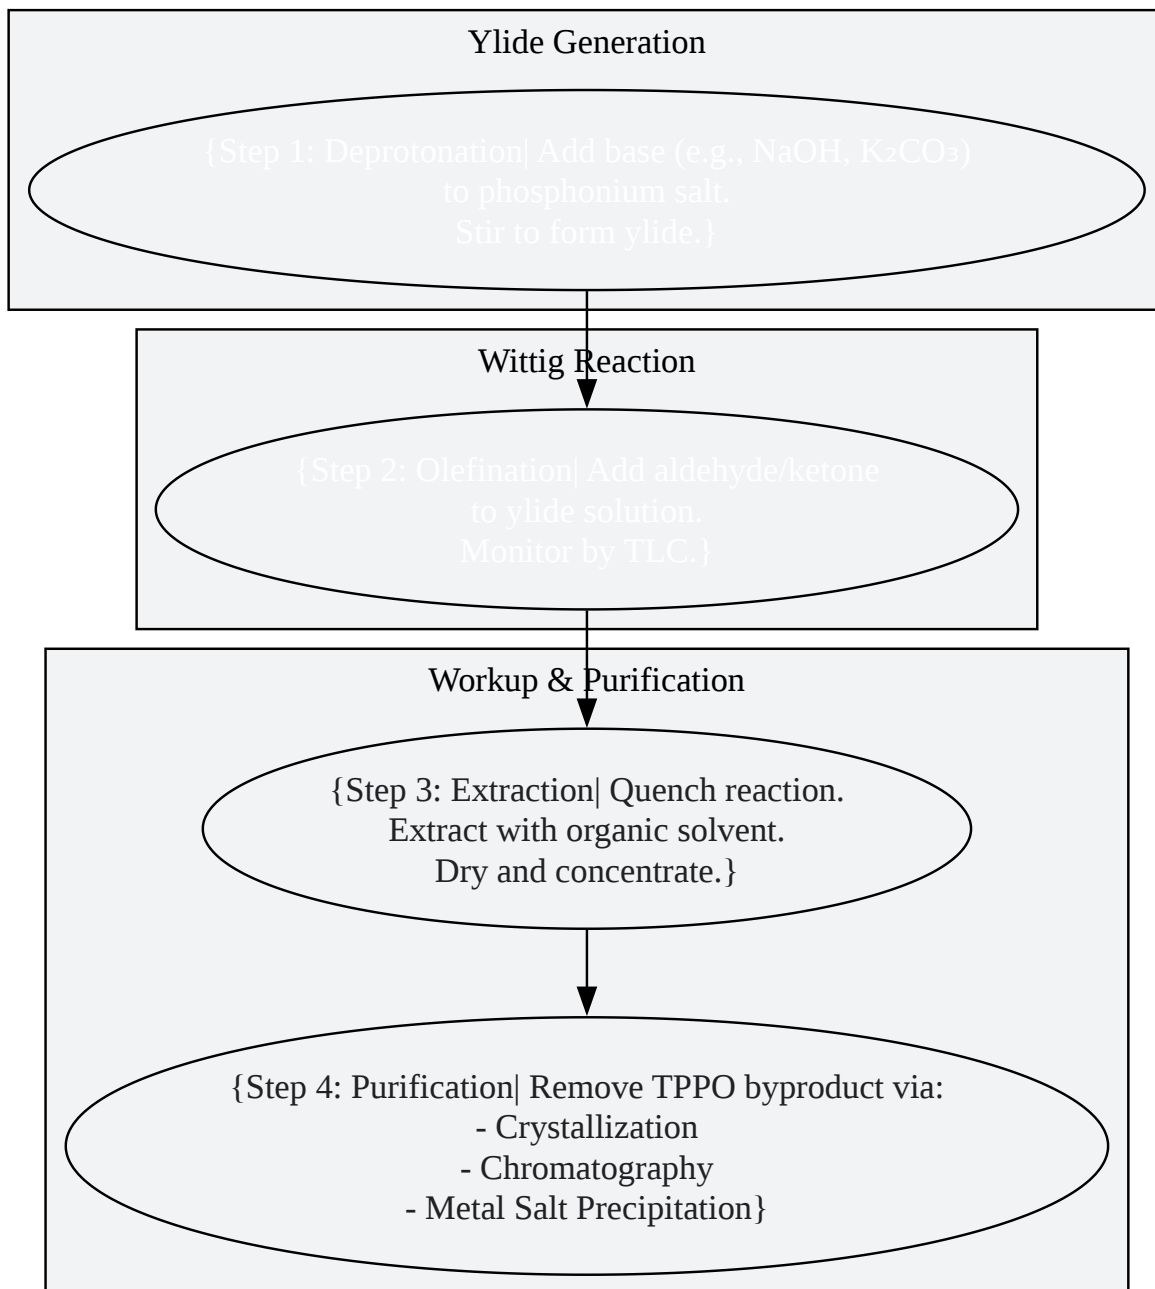 Ylide Generation
{Step 1: Deprotonation| Add base (e.g., NaOH, K₂CO₃)
to phosphonium salt.
Stir to form ylide.}
Wittig Reaction
{Step 2: Olefination| Add aldehyde/ketone
to ylide solution.
Monitor by TLC.}
Workup & Purification
{Step 3: Extraction| Quench reaction.
Extract with organic solvent.
Dry and concentrate.}
{Step 4: Purification| Remove TPPO byproduct via:
- Crystallization
- Chromatography
- Metal Salt Precipitation}